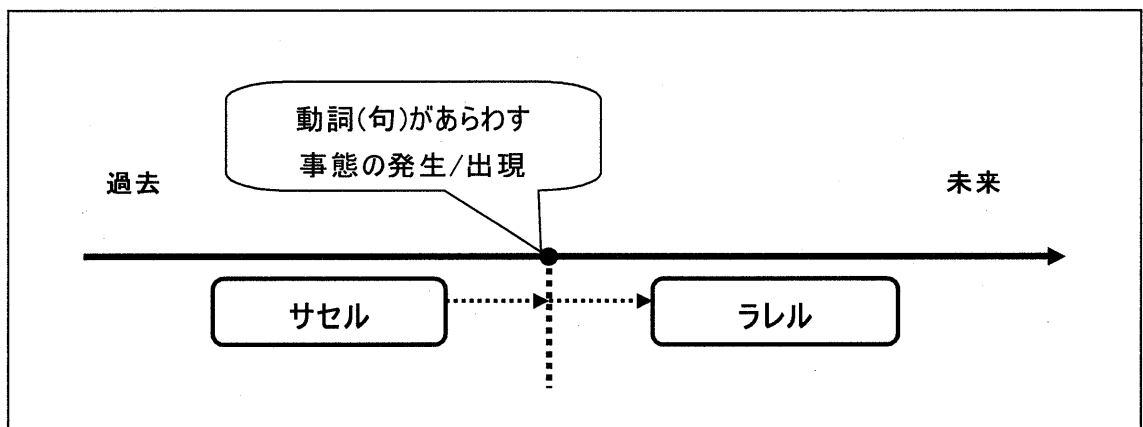 動詞(句)があらわす
事態の発生/出現
過去
未来
サセル
ラレル